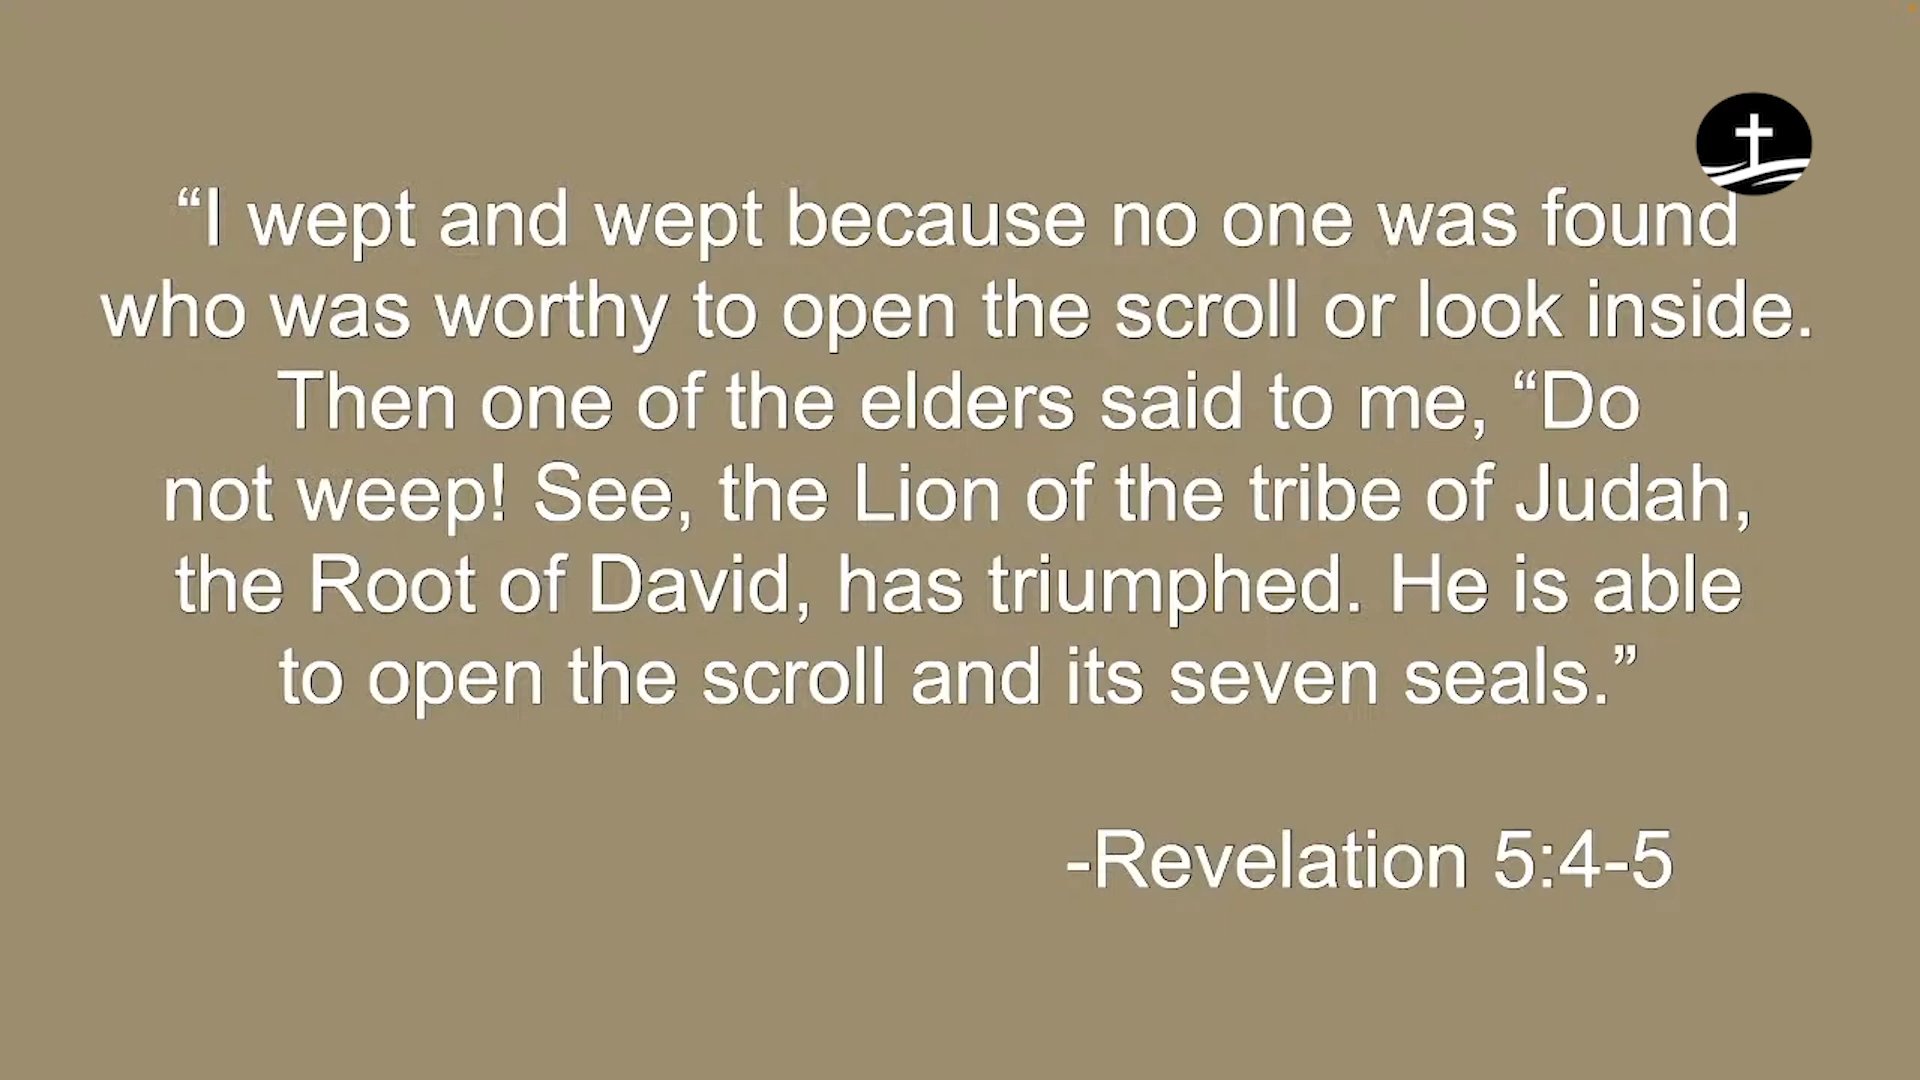 “I wept and wept because no one was found
who was worthy to open the scroll or look inside.
Then one of the elders said to me, “Do
not weep! See, the Lion of the tribe of Judah,
the Root of David, has triumphed. He is able
to open the scroll and its seven seals.”
-Revelation 5:4-5